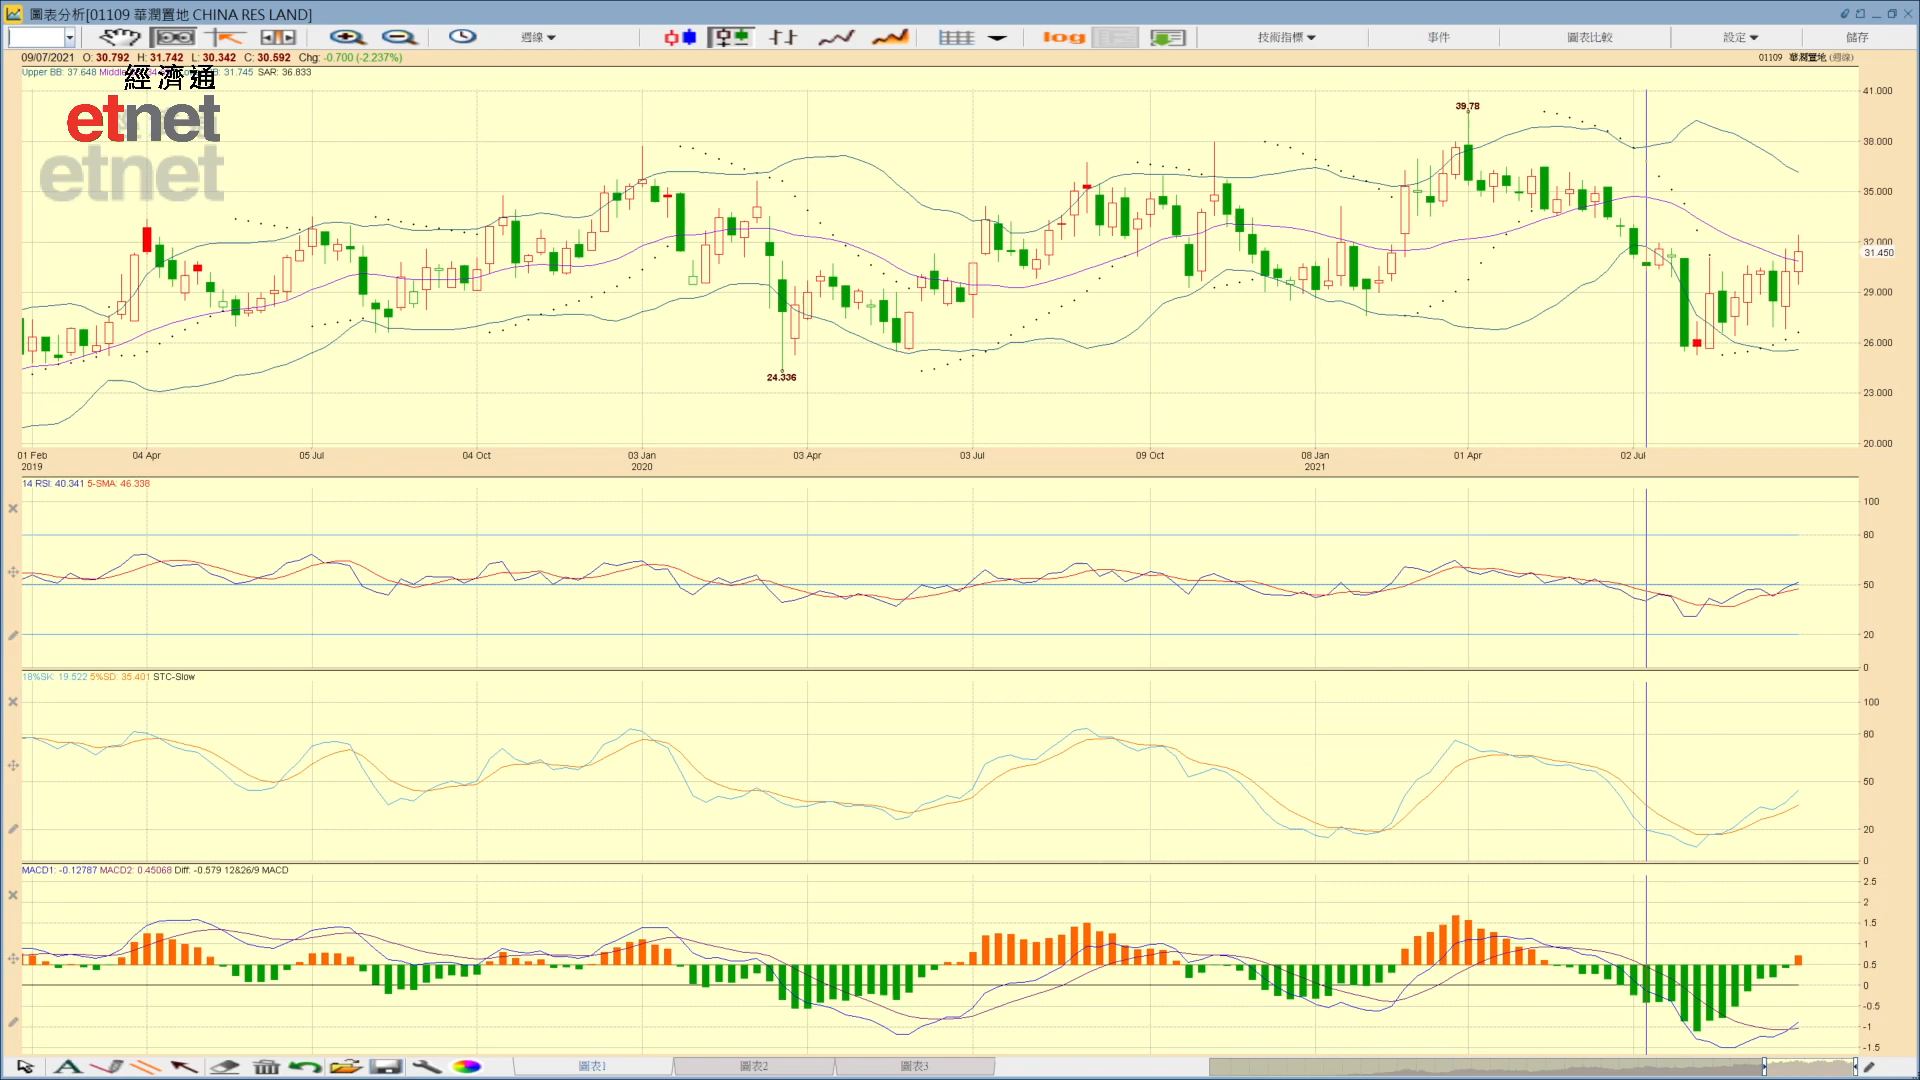 圖表分析[01109 華潤置地 CHINA RES LAND]
週線
log
技術指標
事件
圖表比較
設定
儲存
09/07/2021 O: 30.792 H: 31.742 L: 30.342 C: 30.592 Chg: -0.700 (-2.237%)
01109 華潤置地 (週線)
Upper BB: 37.648 Middle 31.745 SAR: 36.833
經濟通
etnet
etnet
39.78
24.336
41.000
38.000
35.000
32.000
31.450
29.000
26.000
23.000
20.000
01 Feb 04 Apr 05 Jul 04 Oct 03 Jan 03 Apr 03 Jul 09 Oct 08 Jan 01 Apr 02 Jul
2019 2020 2021
14 RSI: 40.341 5-SMA: 46.338
100
80
50
20
0
18%SK: 19.522 5%SD: 35.401 STC-Slow
100
80
50
20
0
MACD1: -0.12787 MACD2: 0.45068 Diff: -0.579 12&26/9 MACD
2.5
2
1.5
1
0.5
0
-0.5
-1
-1.5
圖表1
圖表2
圖表3